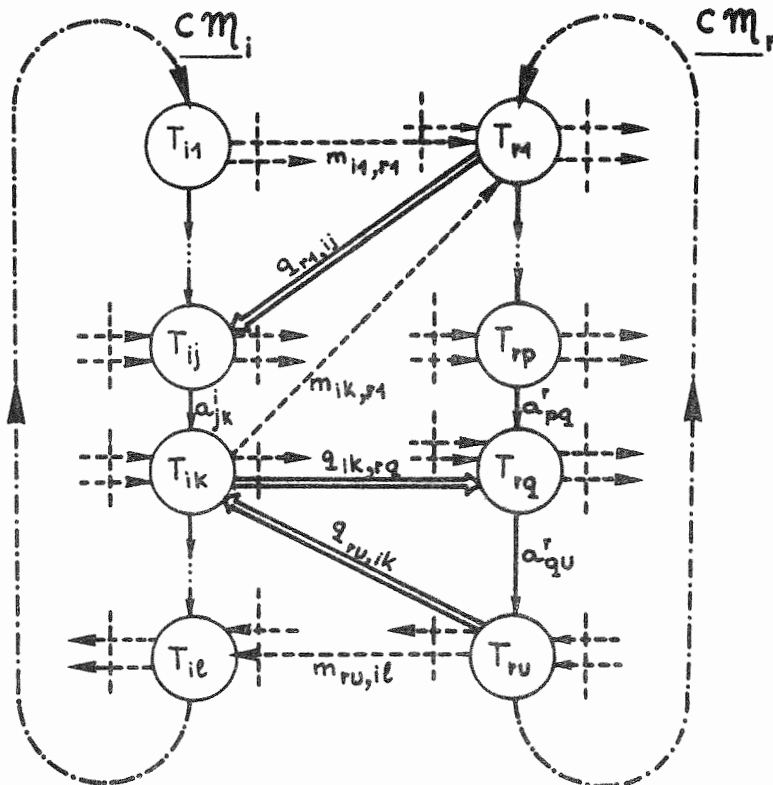 CM_i CM_r
T_i1 T_r1
m_i1,r1
q_r1,ij
T_ij T_rp
m_ik,r1
a^i_jk a^r_pq
T_ik T_rq
q_ik,rq
q_ru,ik
a^r_qu
T_il T_ru
m_ru,il